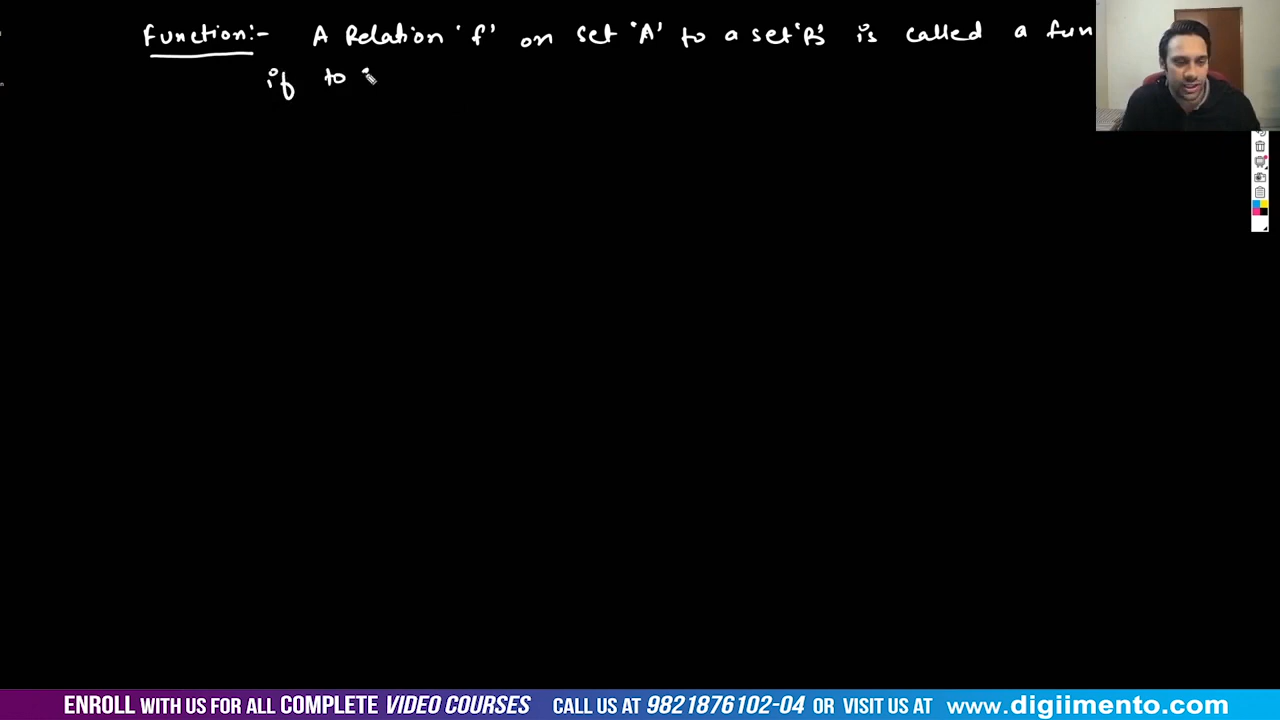 Function:- A Relation 'f' on set 'A' to a set 'B' is called a fun
if to i
ENROLL WITH US FOR ALL COMPLETE VIDEO COURSES CALL US AT 9821876102-04 OR VISIT US AT www.digiimento.com